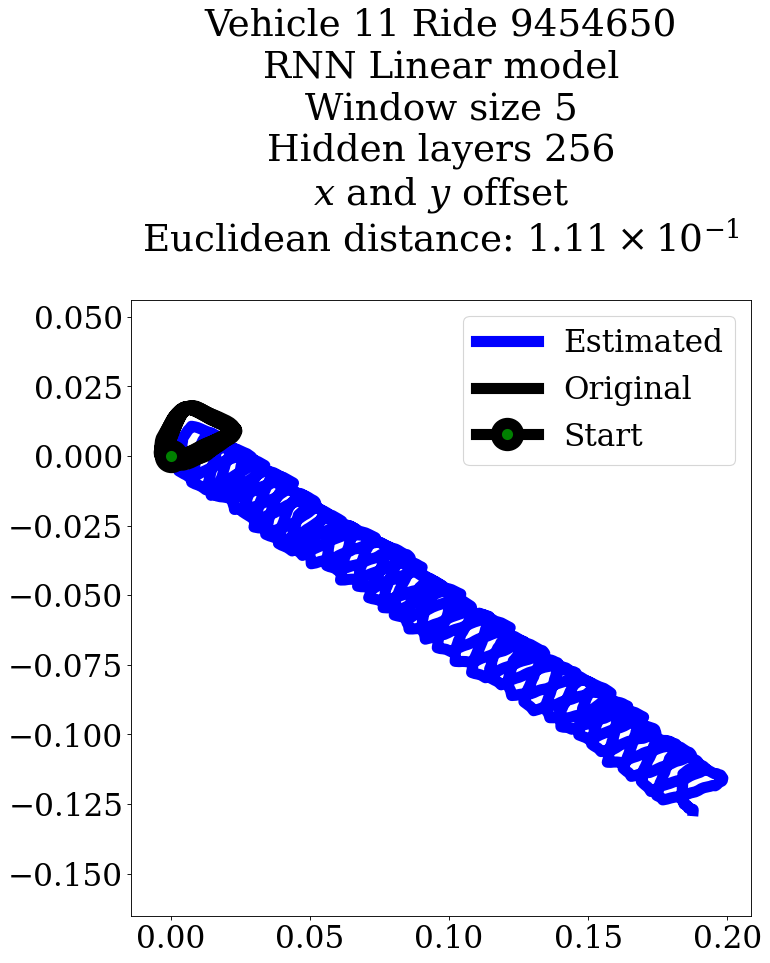 Vehicle 11 Ride 9454650
RNN Linear model
Window size 5
Hidden layers 256
x and y offset
Euclidean distance: 1.11 × 10⁻¹
Estimated
Original
Start
0.050
0.025
0.000
−0.025
−0.050
−0.075
−0.100
−0.125
−0.150
0.00 0.05 0.10 0.15 0.20